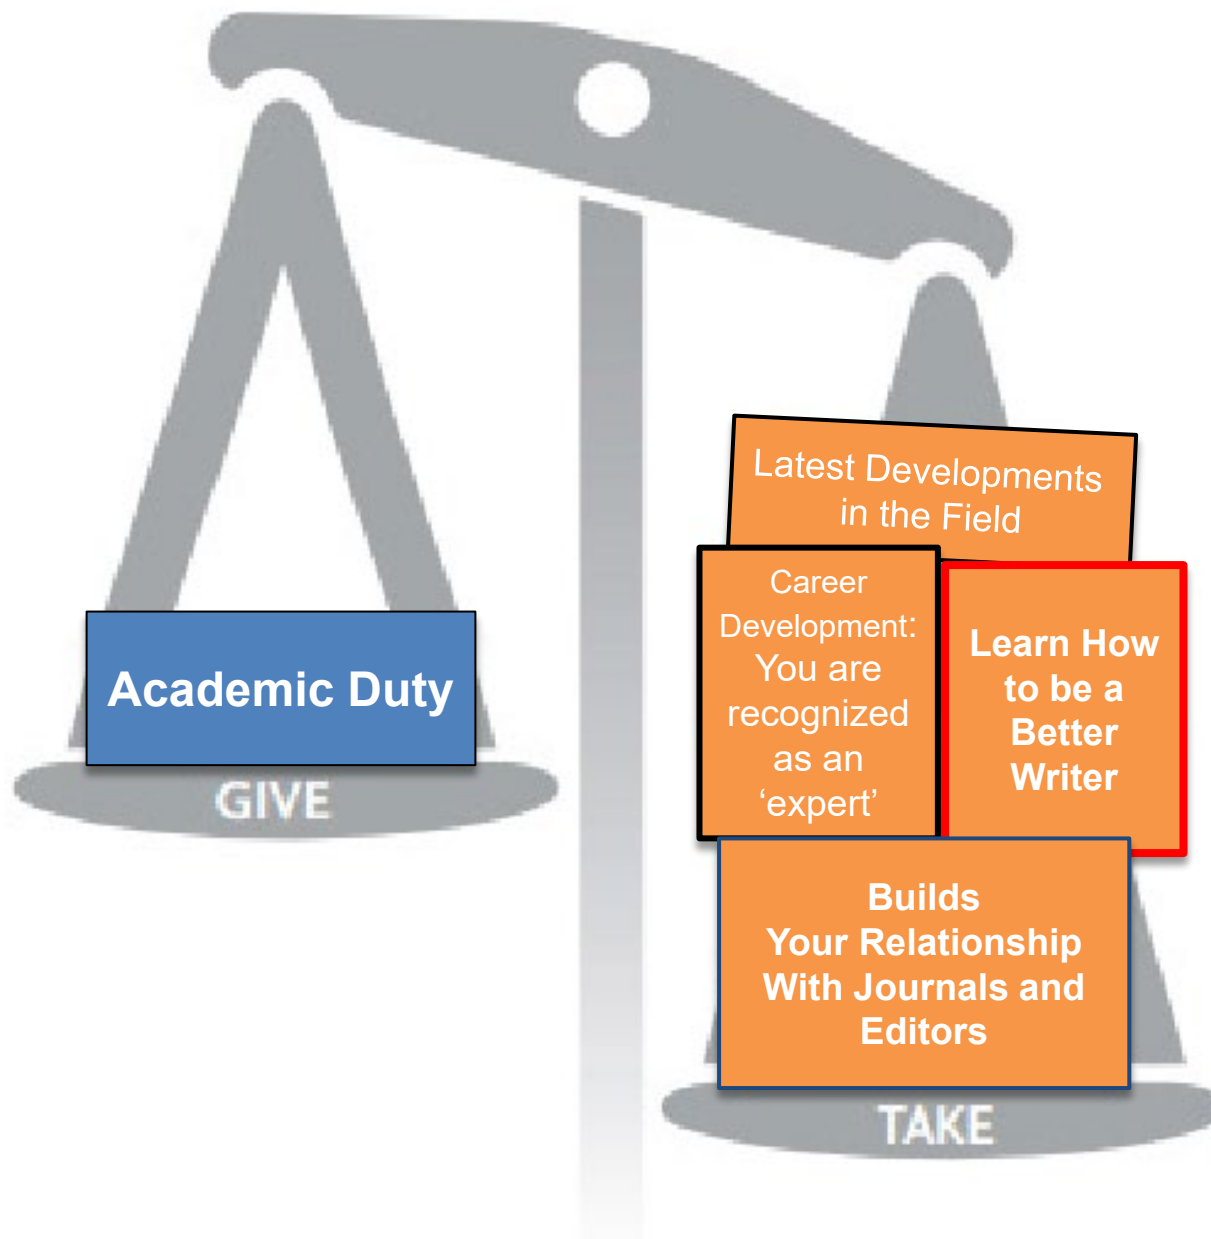 Academic Duty
GIVE
Latest Developments
in the Field
Career
Development:
You are
recognized
as an
‘expert’
Learn How
to be a
Better
Writer
Builds
Your Relationship
With Journals and
Editors
TAKE